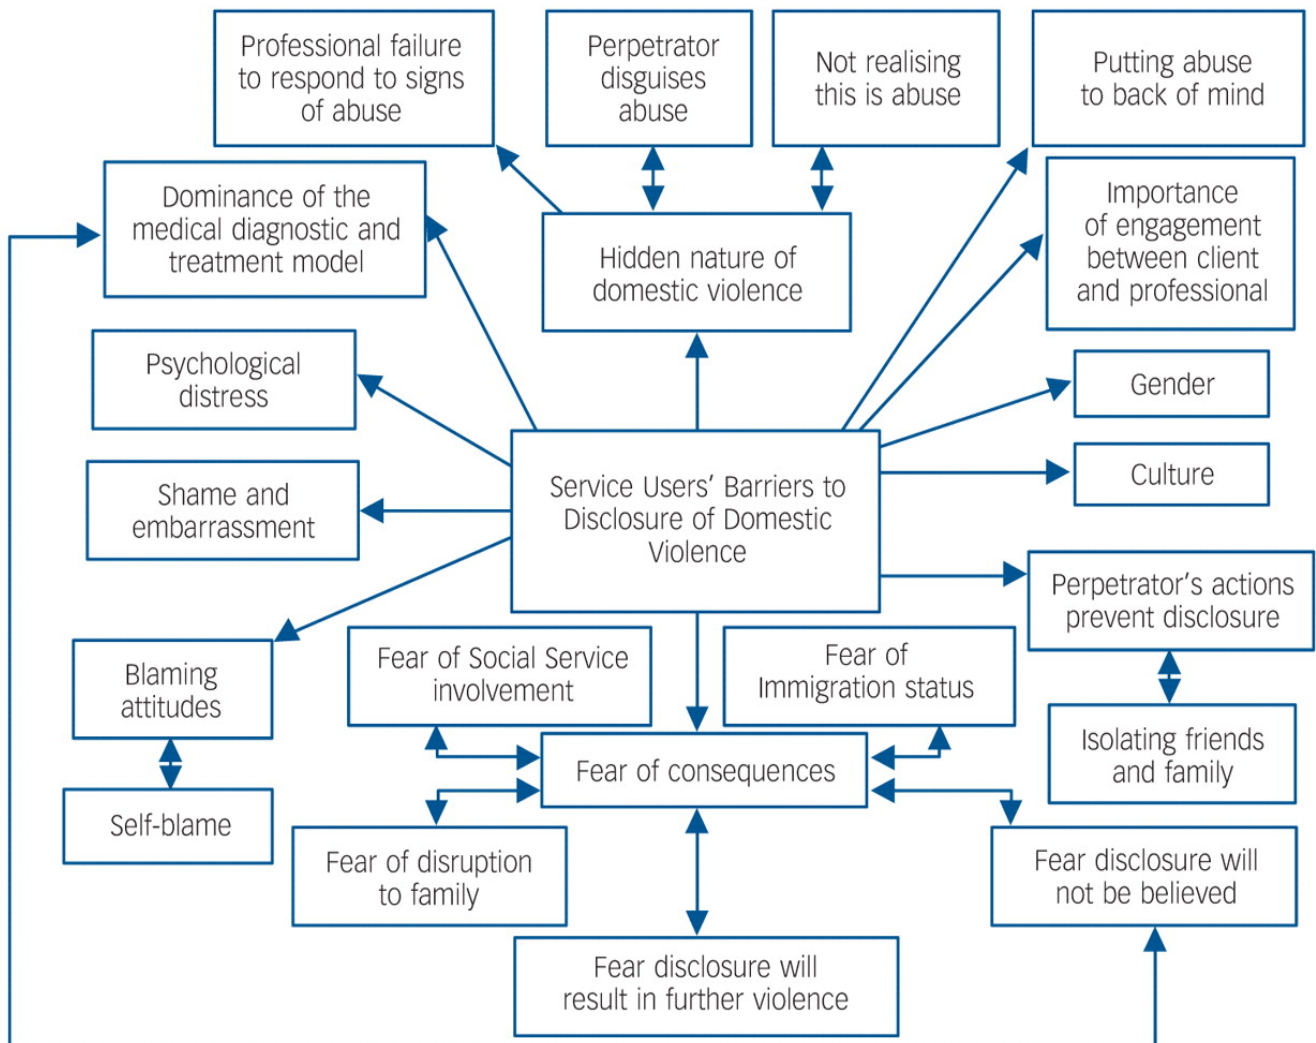 Professional failure
to respond to signs
of abuse
Perpetrator
disguises
abuse
Not realising
this is abuse
Putting abuse
to back of mind
Dominance of the
medical diagnostic and
treatment model
Hidden nature of
domestic violence
Importance
of engagement
between client
and professional
Psychological
distress
Gender
Shame and
embarrassment
Service Users’ Barriers to
Disclosure of Domestic
Violence
Culture
Perpetrator’s actions
prevent disclosure
Blaming
attitudes
Fear of Social Service
involvement
Fear of
Immigration status
Isolating friends
and family
Self-blame
Fear of consequences
Fear of disruption
to family
Fear disclosure will
not be believed
Fear disclosure will
result in further violence